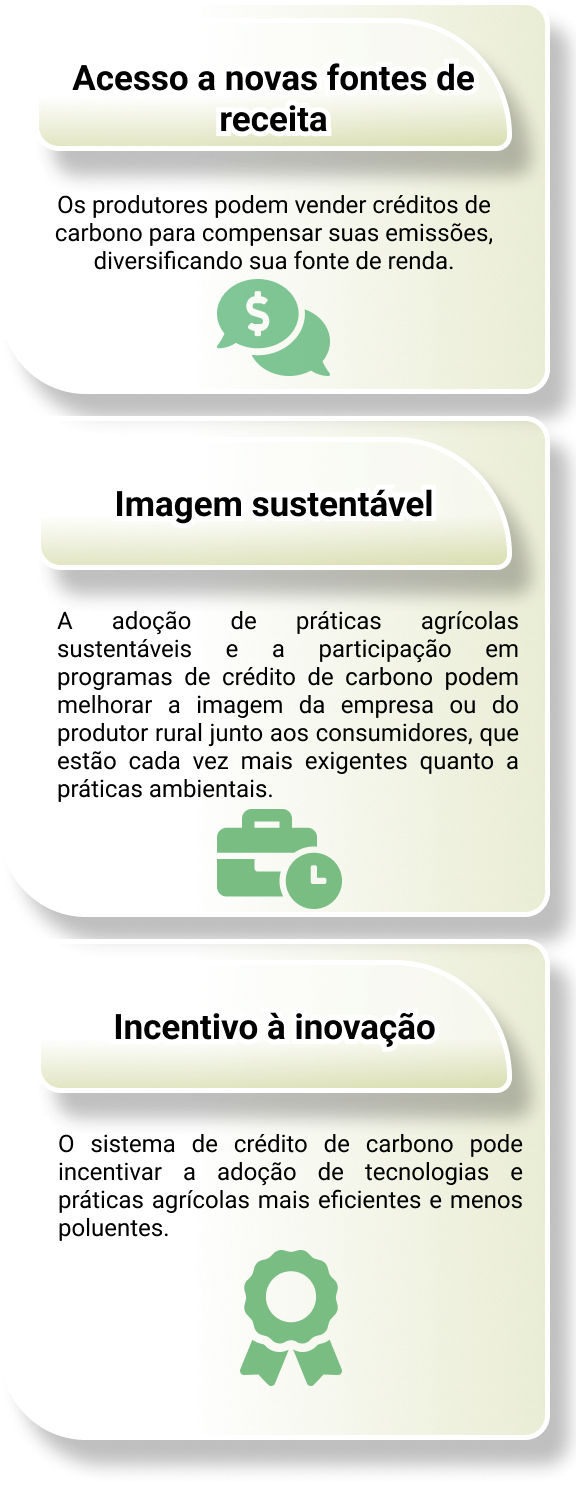 Acesso a novas fontes de
receita
Os produtores podem vender créditos de
carbono para compensar suas emissões,
diversificando sua fonte de renda.
$
Imagem sustentável
A adoção de práticas agrícolas
sustentáveis e a participação em
programas de crédito de carbono podem
melhorar a imagem da empresa ou do
produtor rural junto aos consumidores, que
estão cada vez mais exigentes quanto a
práticas ambientais.
Incentivo à inovação
O sistema de crédito de carbono pode
incentivar a adoção de tecnologias e
práticas agrícolas mais eficientes e menos
poluentes.